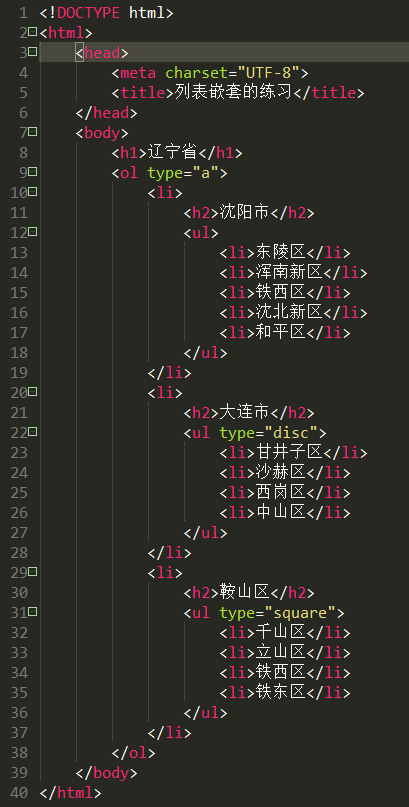 1 <!DOCTYPE html>
2 <html>
3 <head>
4 <meta charset="UTF-8">
5 <title>列表嵌套的练习</title>
6 </head>
7 <body>
8 <h1>辽宁省</h1>
9 <ol type="a">
10 <li>
11 <h2>沈阳市</h2>
12 <ul>
13 <li>东陵区</li>
14 <li>浑南新区</li>
15 <li>铁西区</li>
16 <li>沈北新区</li>
17 <li>和平区</li>
18 </ul>
19 </li>
20 <li>
21 <h2>大连市</h2>
22 <ul type="disc">
23 <li>甘井子区</li>
24 <li>沙赫区</li>
25 <li>西岗区</li>
26 <li>中山区</li>
27 </ul>
28 </li>
29 <li>
30 <h2>鞍山区</h2>
31 <ul type="square">
32 <li>千山区</li>
33 <li>立山区</li>
34 <li>铁西区</li>
35 <li>铁东区</li>
36 </ul>
37 </li>
38 </ol>
39 </body>
40 </html>